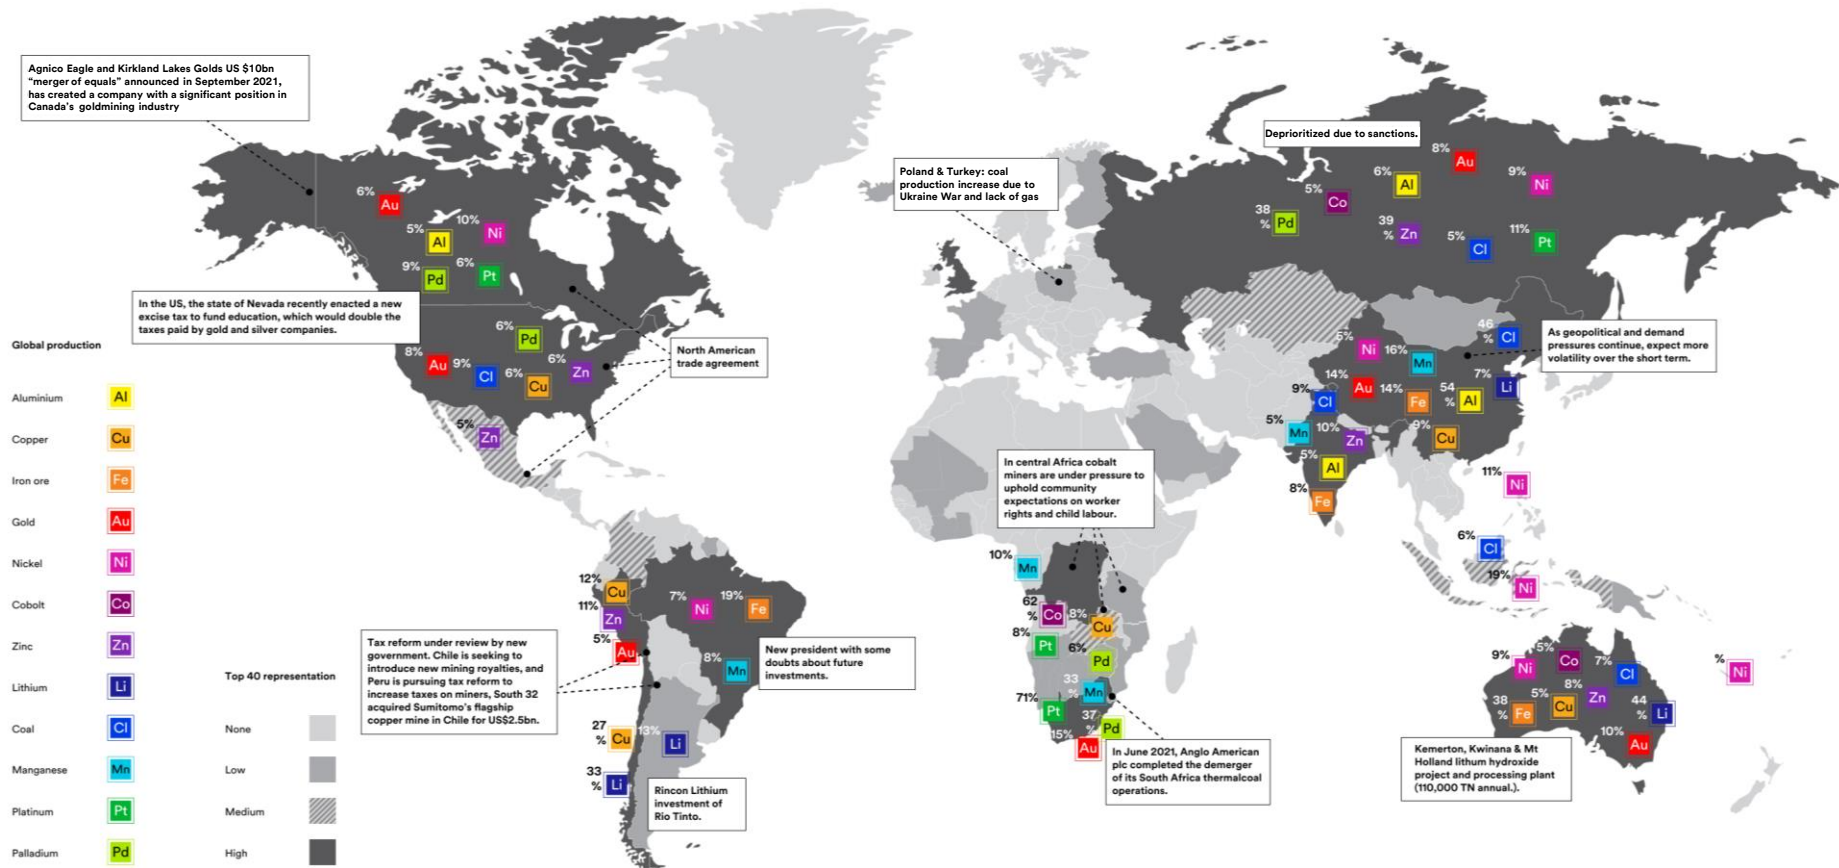 Agnico Eagle and Kirkland Lakes Golds US $10bn
“merger of equals” announced in September 2021,
has created a company with a significant position in
Canada’s goldmining industry
Deprioritized due to sanctions.
Poland & Turkey: coal
production increase due to
Ukraine War and lack of gas
6%
Au
5%
Al
10%
Ni
9%
Pd
6%
Pt
8%
Au
6%
Al
9%
Ni
5%
Co
38
%
Pd
39
%
Zn
5%
Cl
11%
Pt
In the US, the state of Nevada recently enacted a new
excise tax to fund education, which would double the
taxes paid by gold and silver companies.
North American
trade agreement
As geopolitical and demand
pressures continue, expect more
volatility over the short term.
6%
Pd
8%
Au
9%
Cl
6%
Cu
6%
Zn
5%
Zn
46
%
Cl
5%
Ni
16%
Mn
14%
Au
14%
Fe
54
%
Al
7%
Li
9%
Cu
9%
Cl
5%
Mn
10%
Zn
5%
Al
8%
Fe
11%
Ni
6%
Cl
19%
Ni
In central Africa cobalt
miners are under pressure to
uphold community
expectations on worker
rights and child labour.
10%
Mn
62
%
Co
8%
Cu
8%
Pt
6%
Pd
33
%
Mn
71%
Pt
37
%
Pd
15%
Au
In June 2021, Anglo American
plc completed the demerger
of its South Africa thermalcoal
operations.
12%
Cu
11%
Zn
5%
Au
7%
Ni
19%
Fe
8%
Mn
27
%
Cu
13%
Li
33
%
Li
Tax reform under review by new
government. Chile is seeking to
introduce new mining royalties, and
Peru is pursuing tax reform to
increase taxes on miners, South 32
acquired Sumitomo’s flagship
copper mine in Chile for US$2.5bn.
New president with some
doubts about future
investments.
Rincon Lithium
investment of
Rio Tinto.
9%
Ni
5%
Co
7%
Cl
38
%
Fe
5%
Cu
8%
Zn
44
%
Li
10%
Au
%
Ni
Kemerton, Kwinana & Mt
Holland lithum hydroxide
project and processing plant
(110,000 TN annual.).
Global production
Aluminium Al
Copper Cu
Iron ore Fe
Gold Au
Nickel Ni
Cobolt Co
Zinc Zn
Lithium Li
Coal Cl
Manganese Mn
Platinum Pt
Palladium Pd
Top 40 representation
None
Low
Medium
High